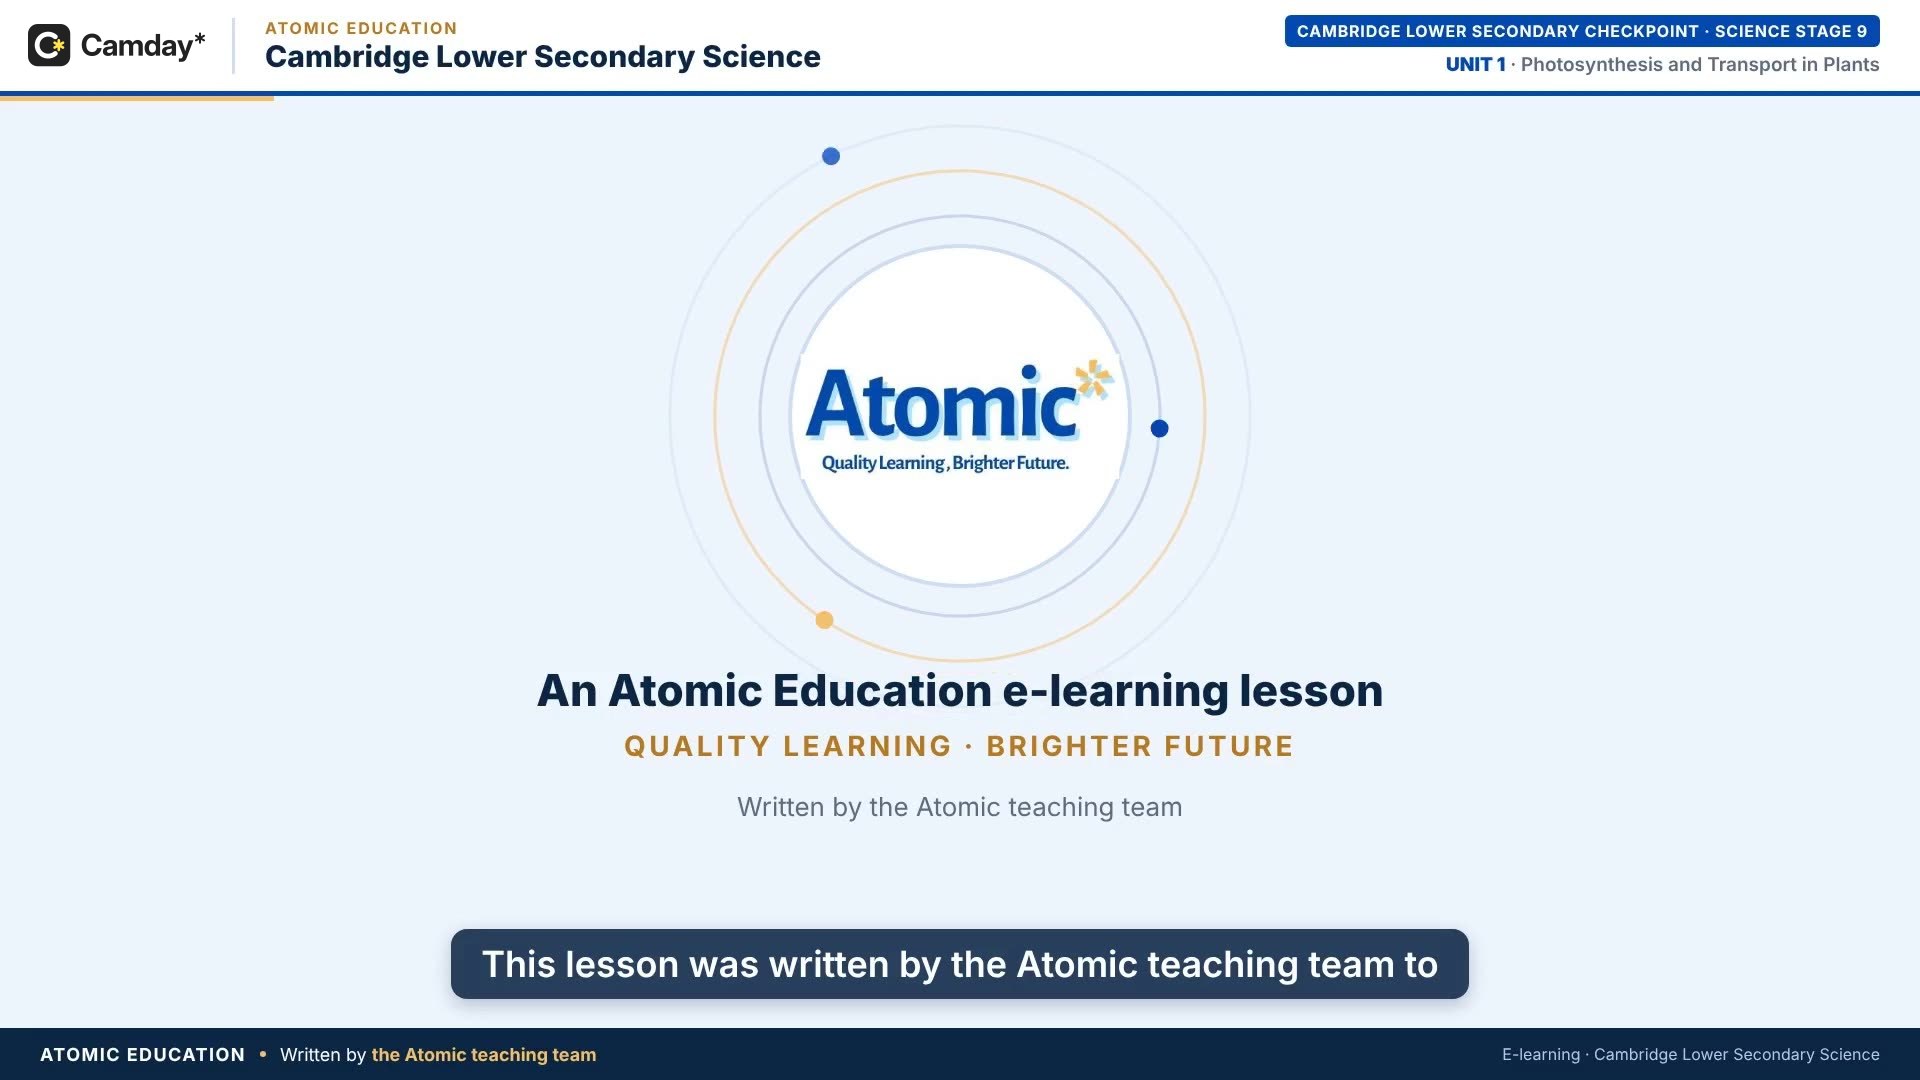 Camday*
ATOMIC EDUCATION
Cambridge Lower Secondary Science
CAMBRIDGE LOWER SECONDARY CHECKPOINT · SCIENCE STAGE 9
UNIT 1 · Photosynthesis and Transport in Plants
Atomic
Quality Learning, Brighter Future.
An Atomic Education e-learning lesson
QUALITY LEARNING · BRIGHTER FUTURE
Written by the Atomic teaching team
This lesson was written by the Atomic teaching team to
ATOMIC EDUCATION • Written by the Atomic teaching team
E-learning · Cambridge Lower Secondary Science